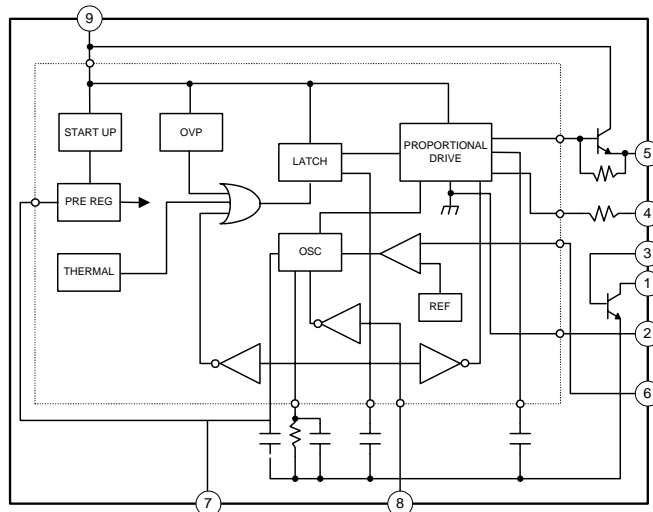 9
START UP
OVP
LATCH
PROPORTIONAL
DRIVE
5
PRE REG
4
THERMAL
OSC
REF
3
1
2
6
7
8